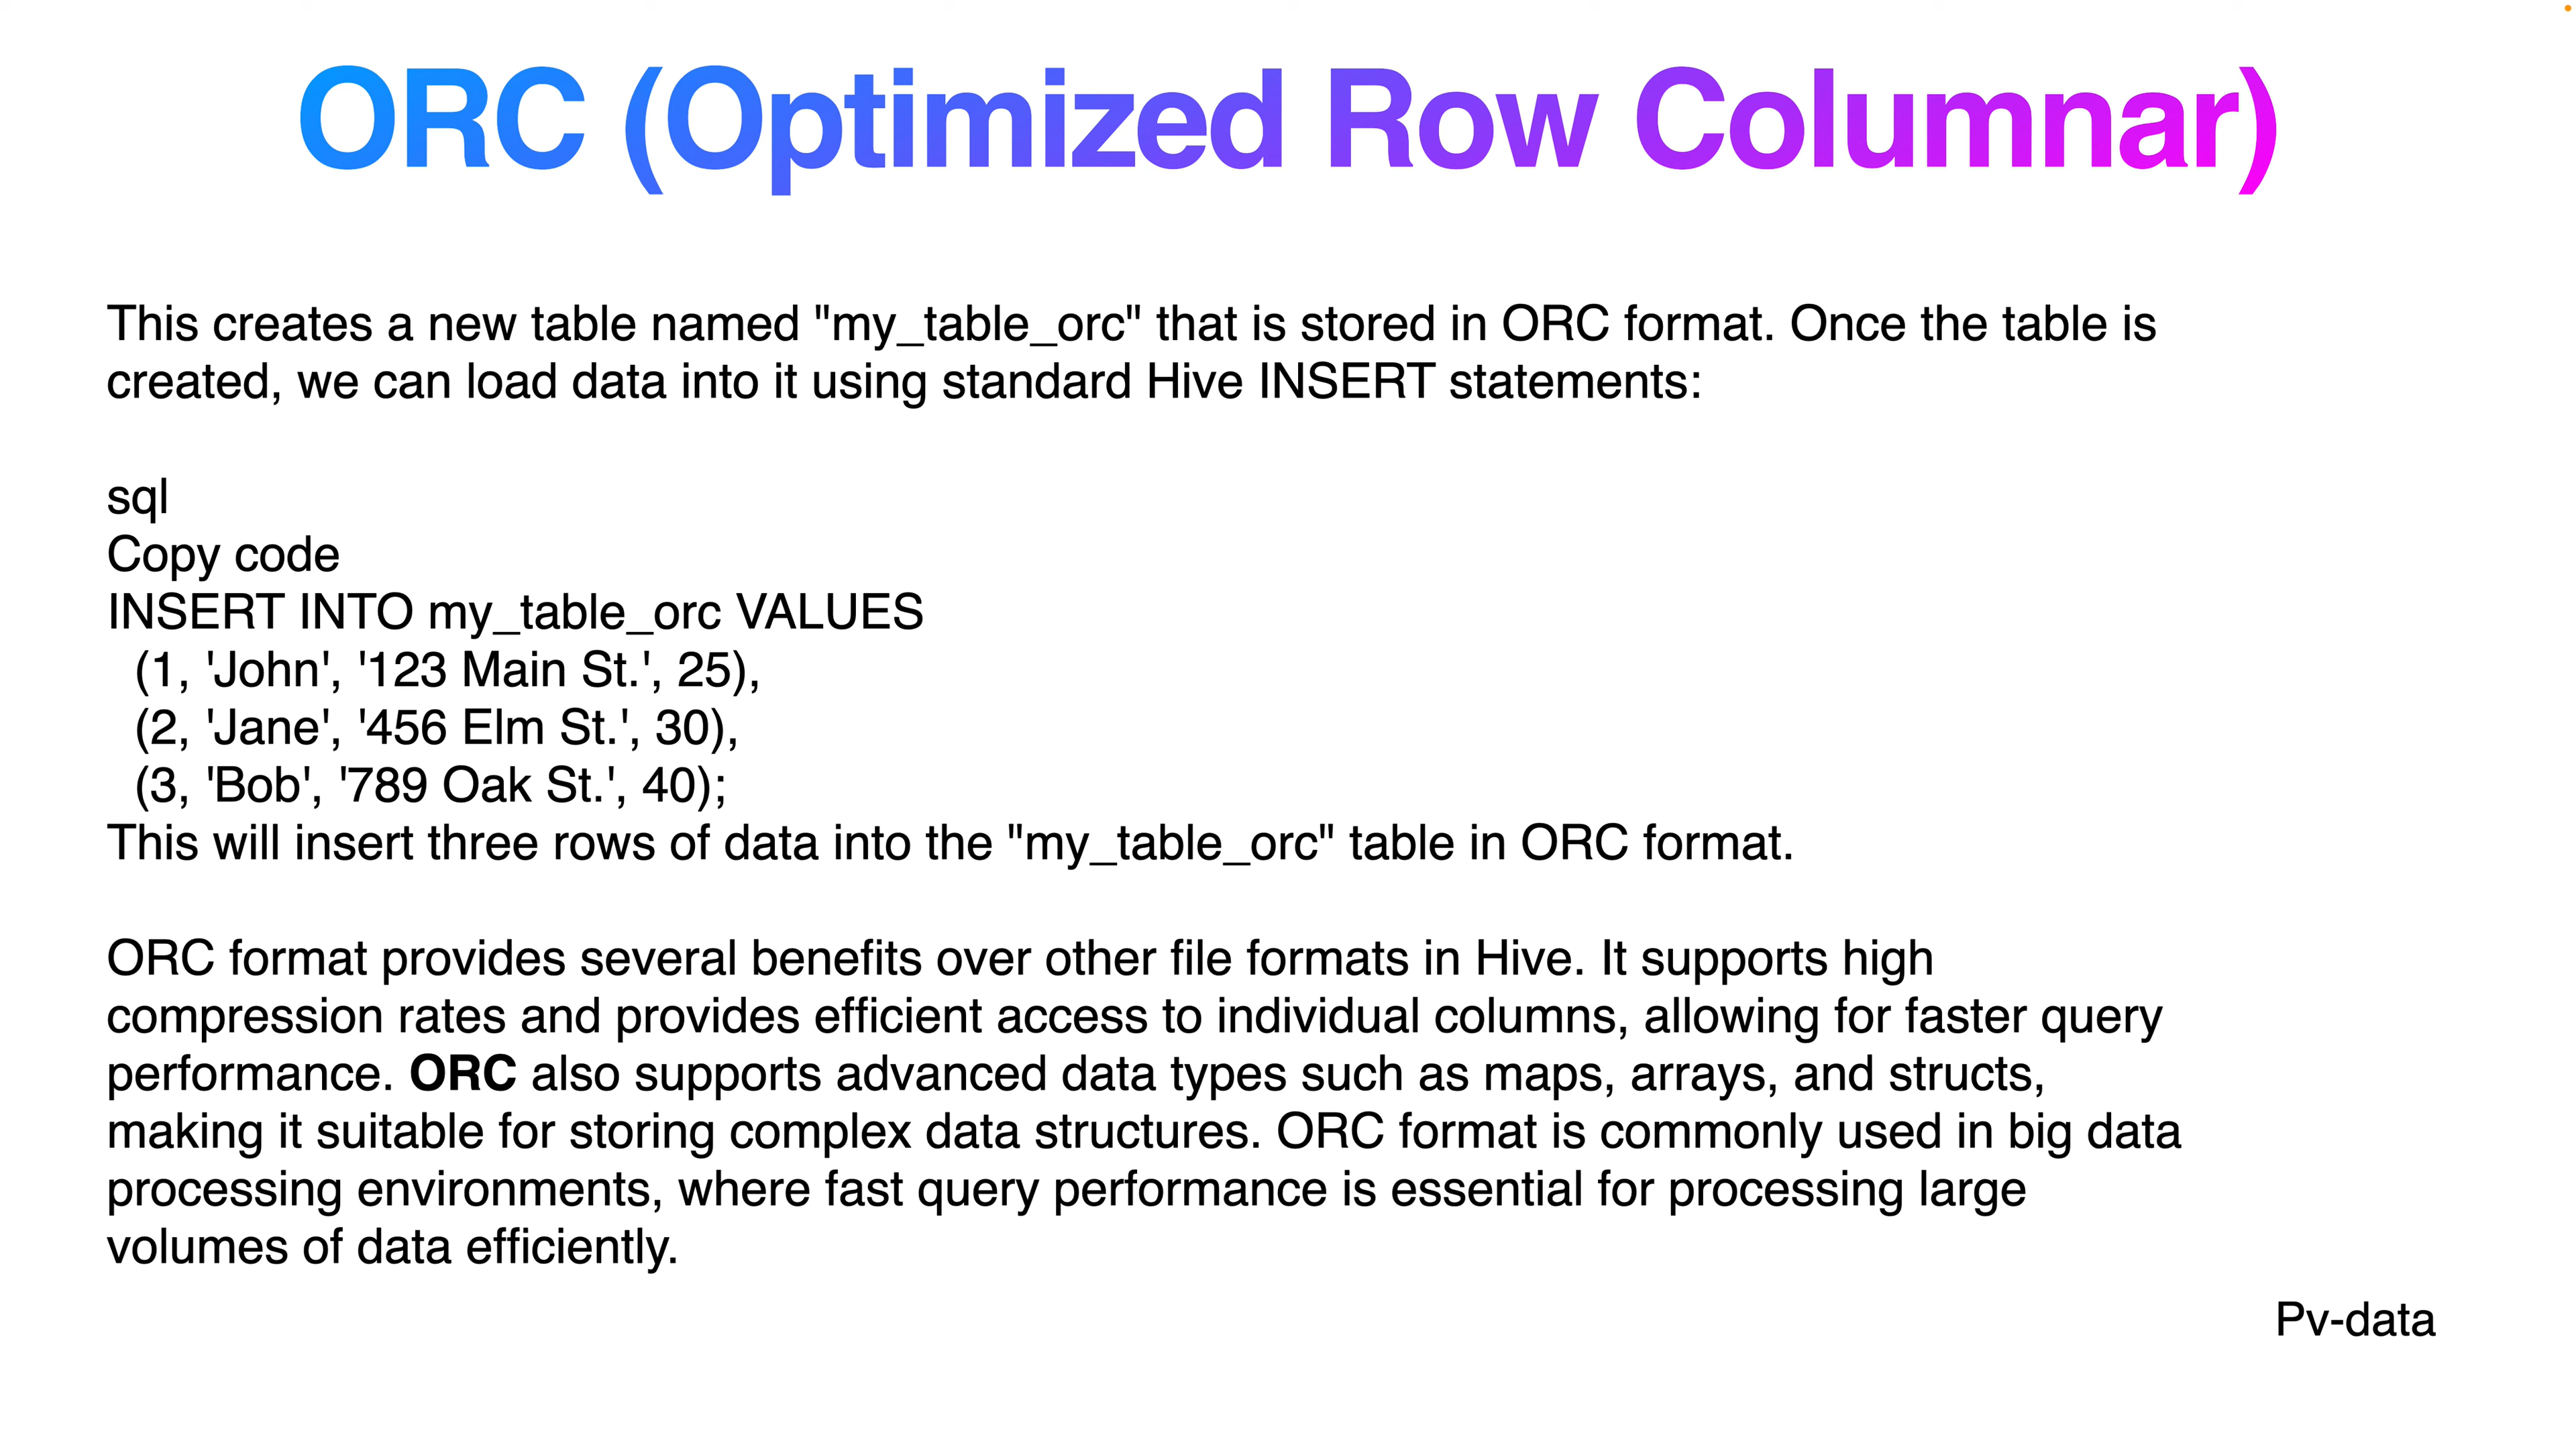 ORC (Optimized Row Columnar)
This creates a new table named "my_table_orc" that is stored in ORC format. Once the table is
created, we can load data into it using standard Hive INSERT statements:
sql
Copy code
INSERT INTO my_table_orc VALUES
(1, 'John', '123 Main St.', 25),
(2, 'Jane', '456 Elm St.', 30),
(3, 'Bob', '789 Oak St.', 40);
This will insert three rows of data into the "my_table_orc" table in ORC format.
ORC format provides several benefits over other file formats in Hive. It supports high
compression rates and provides efficient access to individual columns, allowing for faster query
performance. ORC also supports advanced data types such as maps, arrays, and structs,
making it suitable for storing complex data structures. ORC format is commonly used in big data
processing environments, where fast query performance is essential for processing large
volumes of data efficiently.
Pv-data